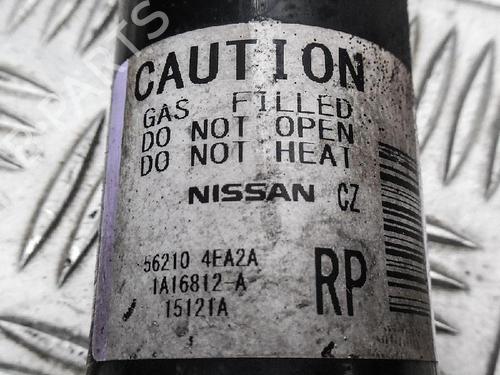 CAUTION
GAS FILLED
DO NOT OPEN
DO NOT HEAT
NISSAN CZ
56210 4EA2A
1A16812-A
15121A
RP